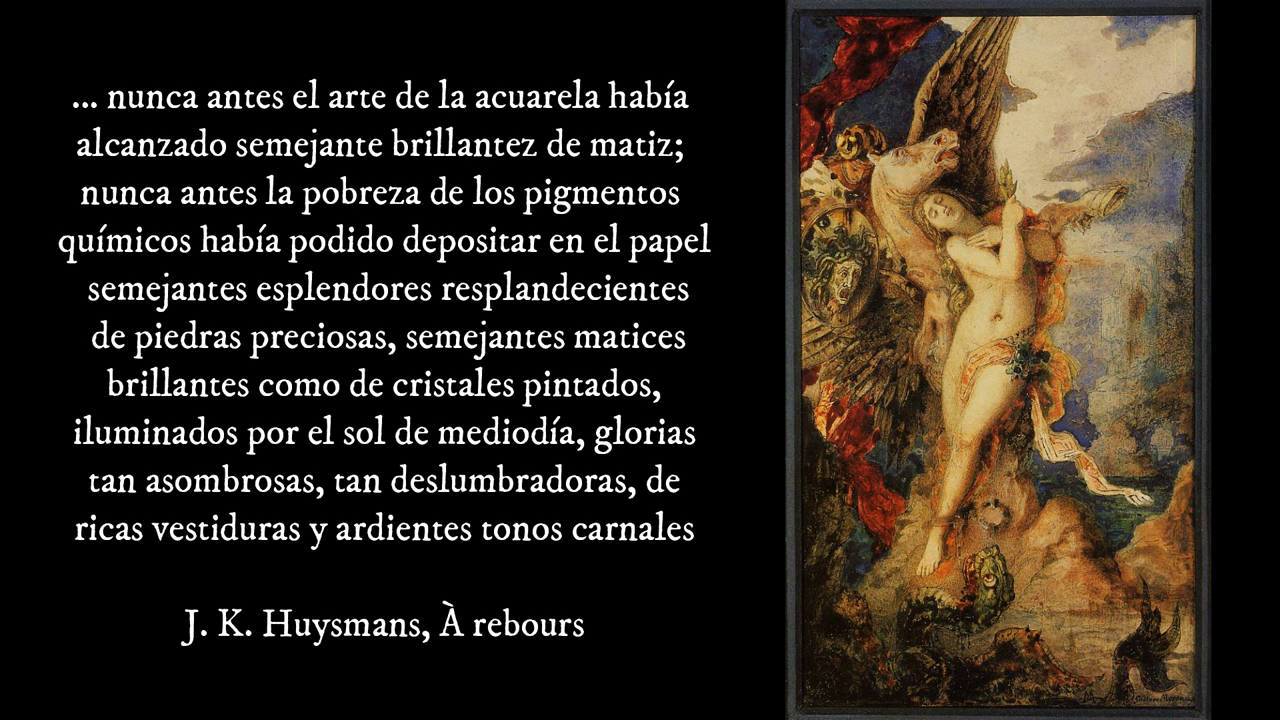 ... nunca antes el arte de la acuarela había
alcanzado semejante brillantez de matiz;
nunca antes la pobreza de los pigmentos
químicos había podido depositar en el papel
semejantes esplendores resplandecientes
de piedras preciosas, semejantes matices
brillantes como de cristales pintados,
iluminados por el sol de mediodía, glorias
tan asombrosas, tan deslumbradoras, de
ricas vestiduras y ardientes tonos carnales
J. K. Huysmans, À rebours